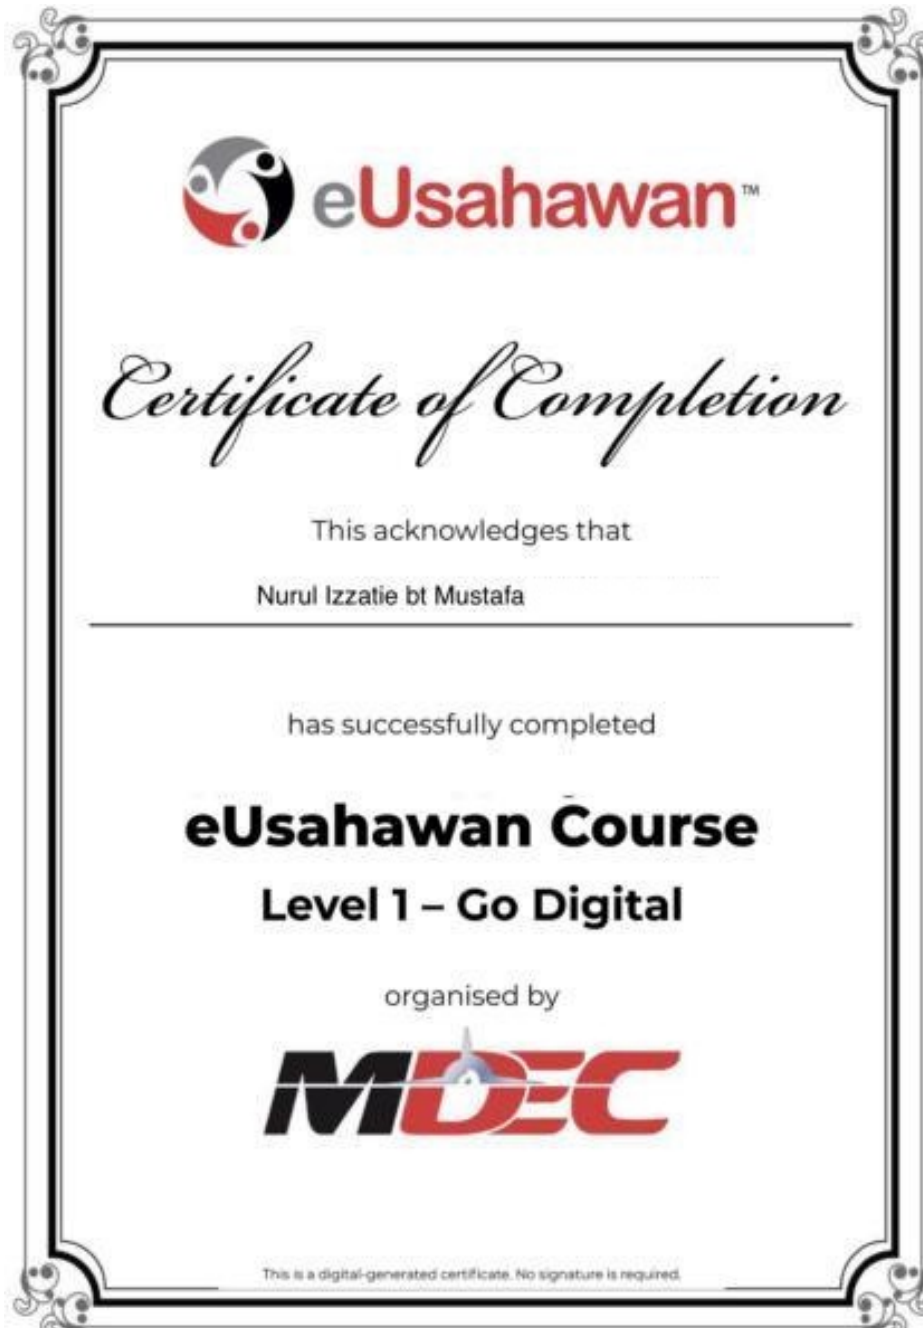 eUsahawan™
Certificate of Completion
This acknowledges that
Nurul Izzatie bt Mustafa
has successfully completed
eUsahawan Course
Level 1 – Go Digital
organised by
MDEC
This is a digital-generated certificate. No signature is required.